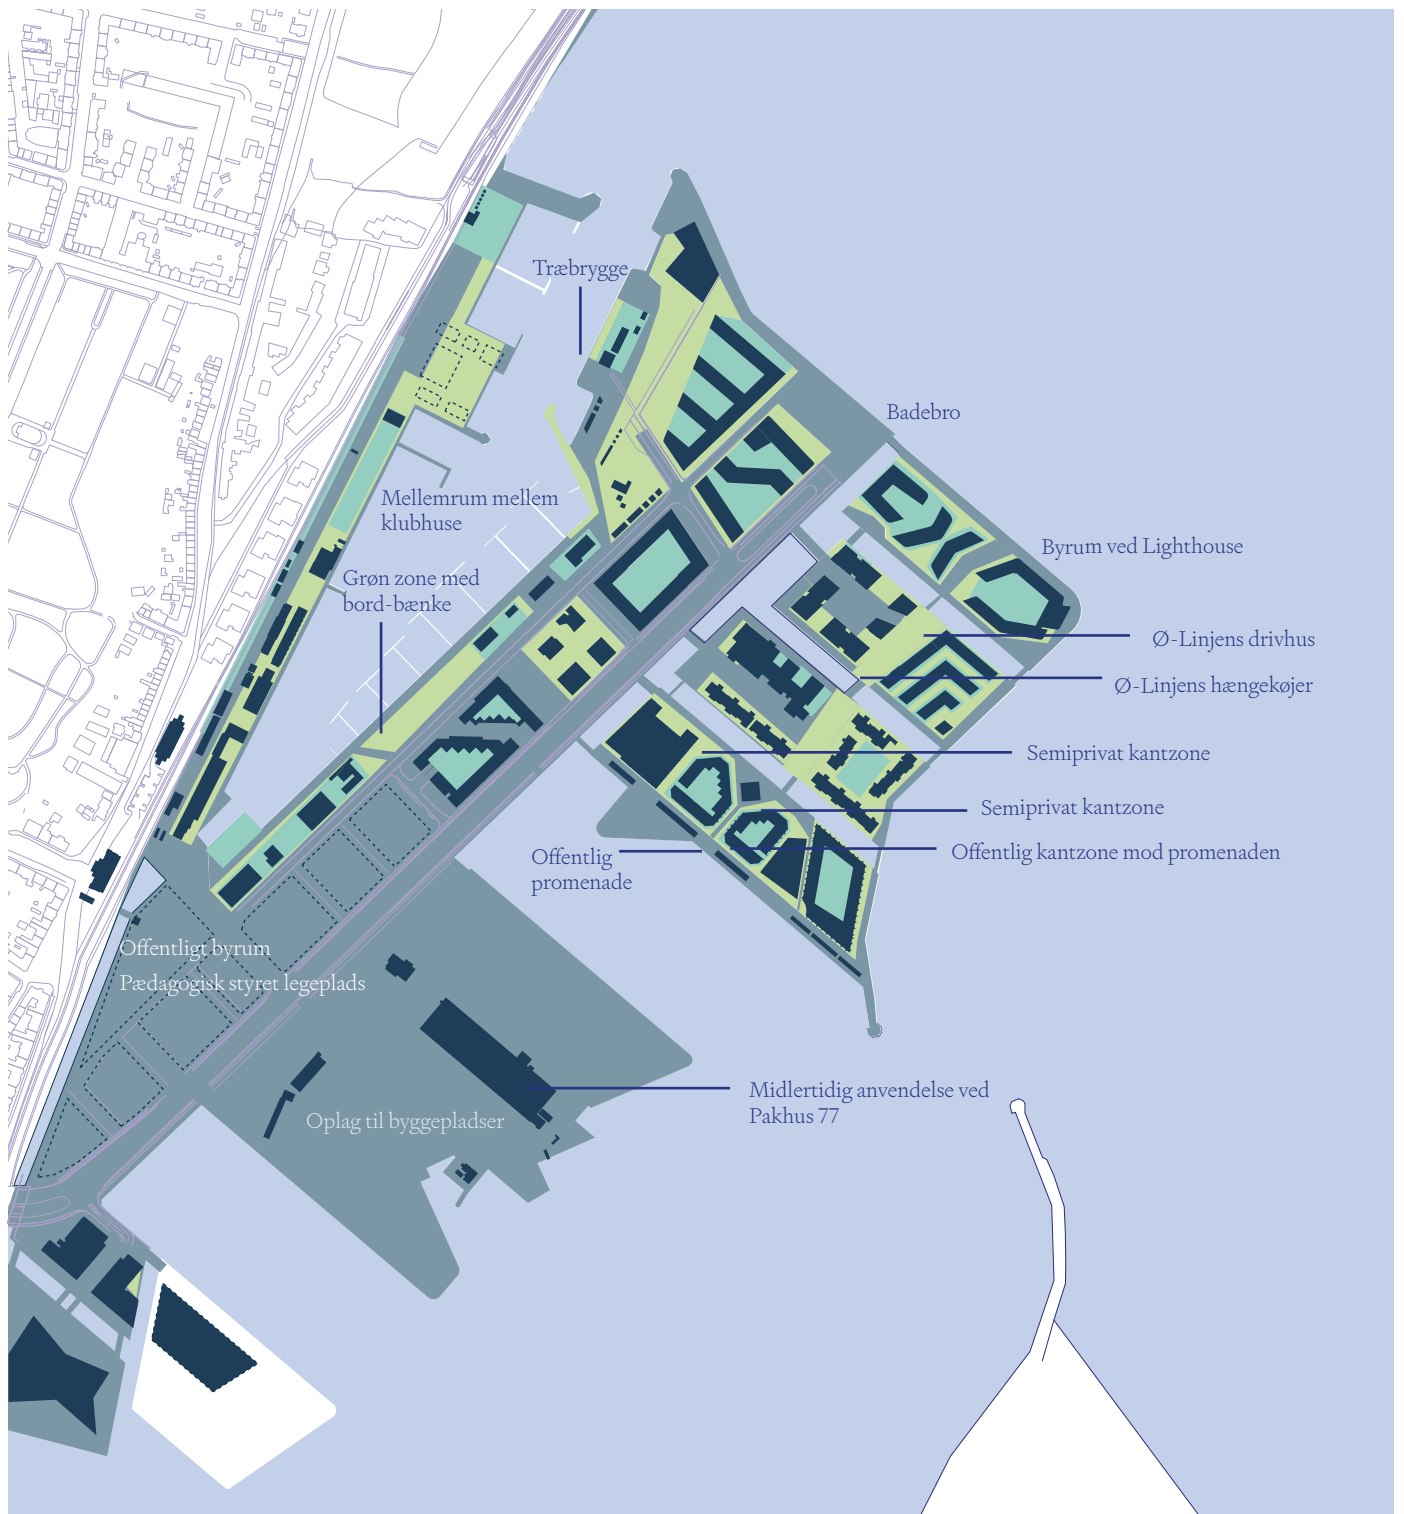 Træbrygge
Badebro
Mellemrum mellem
klubhuse
Byrum ved Lighthouse
Grøn zone med
bord-bænke
Ø-Linjens drivhus
Ø-Linjens hængekøjer
Semiprivat kantzone
Semiprivat kantzone
Offentlig kantzone mod promenaden
Offentlig
promenade
Offentligt byrum
Pædagogisk styret legeplads
Midlertidig anvendelse ved
Pakhus 77
Oplag til byggepladser